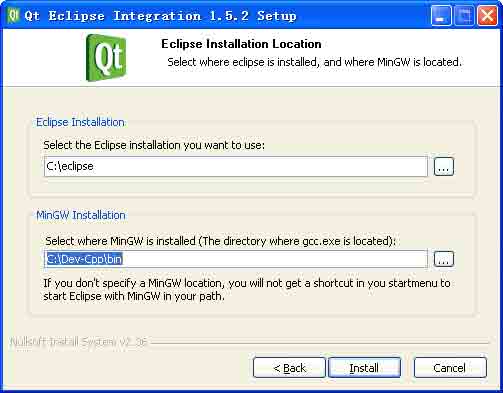 Qt Eclipse Integration 1.5.2 Setup
Qt
Eclipse Installation Location
Select where eclipse is installed, and where MinGW is located.
Eclipse Installation
Select the Eclipse installation you want to use:
C:\eclipse
...
MinGW Installation
Select where MinGW is installed (The directory where gcc.exe is located):
C:\Dev-Cpp\bin
...
If you don't specify a MinGW location, you will not get a shortcut in you startmenu to
start Eclipse with MinGW in your path.
Nullsoft Install System v2.36
< Back
Install
Cancel